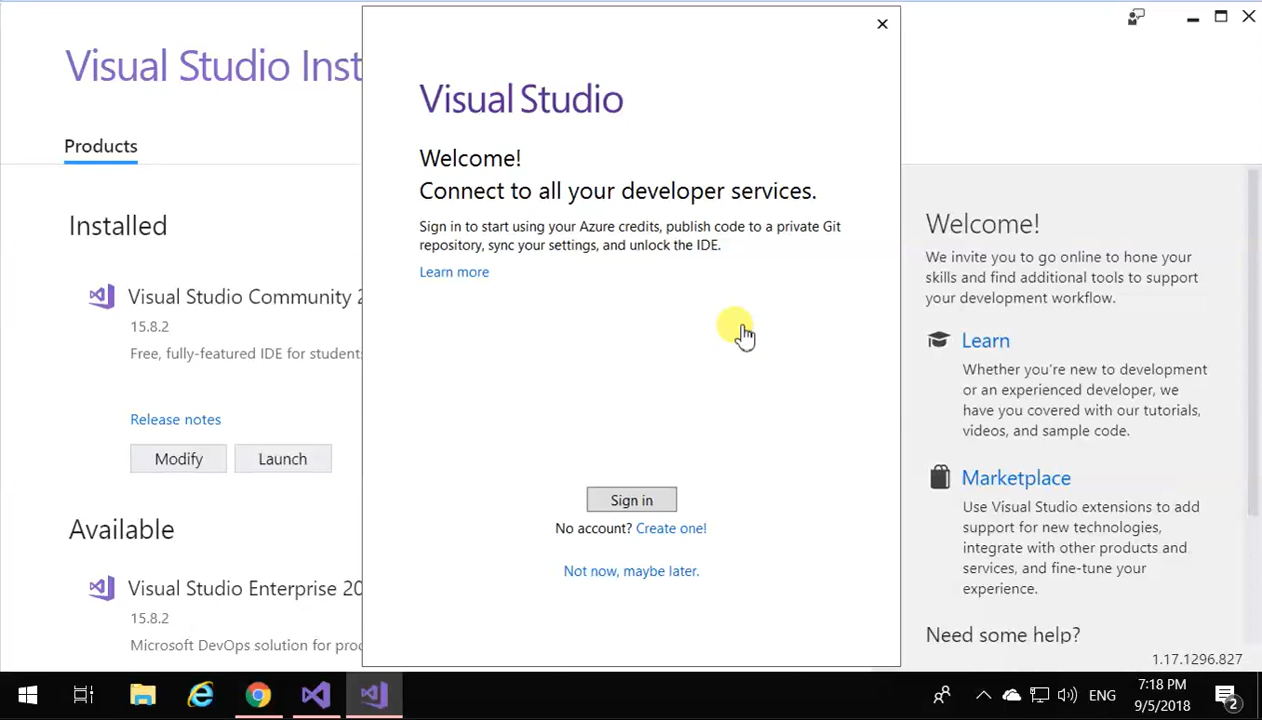 Visual Studio Inst
Products
Installed
Visual Studio Community 2
15.8.2
Free, fully-featured IDE for student
Release notes
Modify
Launch
Available
Visual Studio Enterprise 20
15.8.2
Microsoft DevOps solution for prod
Visual Studio
Welcome!
Connect to all your developer services.
Sign in to start using your Azure credits, publish code to a private Git
repository, sync your settings, and unlock the IDE.
Learn more
Sign in
No account? Create one!
Not now, maybe later.
Welcome!
We invite you to go online to hone your
skills and find additional tools to support
your development workflow.
Learn
Whether you're new to development
or an experienced developer, we
have you covered with our tutorials,
videos, and sample code.
Marketplace
Use Visual Studio extensions to add
support for new technologies,
integrate with other products and
services, and fine-tune your
experience.
Need some help?
1.17.1296.827
ENG
7:18 PM
9/5/2018
2